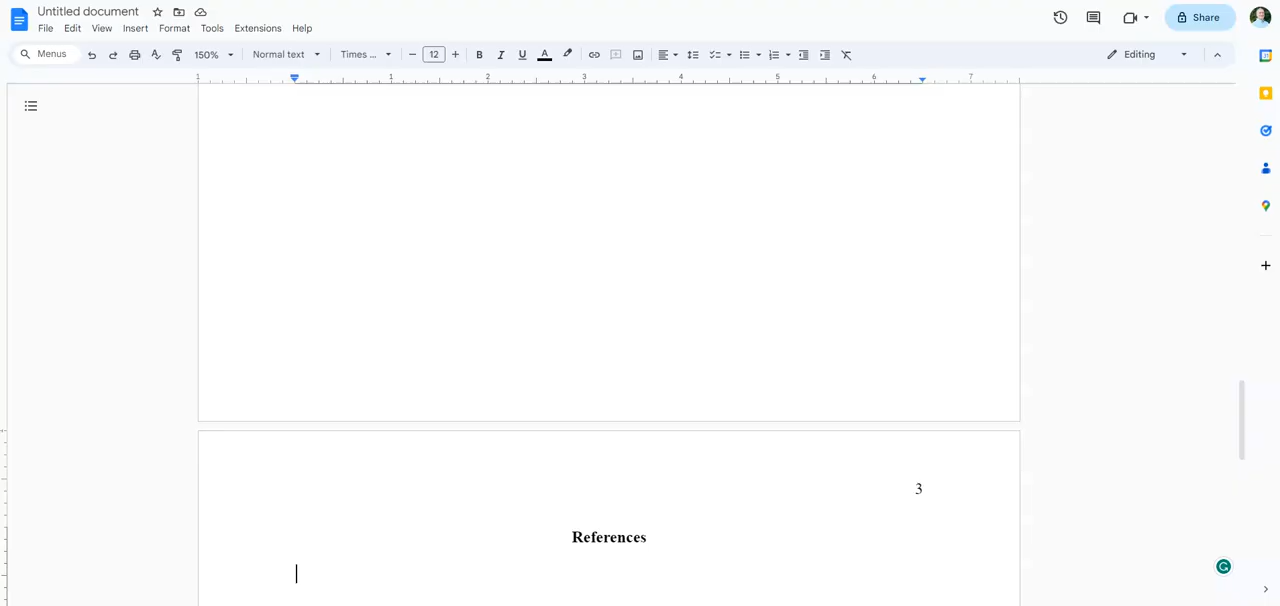 Untitled document
File Edit View Insert Format Tools Extensions Help
Share
Menus 150% Normal text Times ... 12 B I U A Editing
1 1 2 3 4 5 6 7
3
References